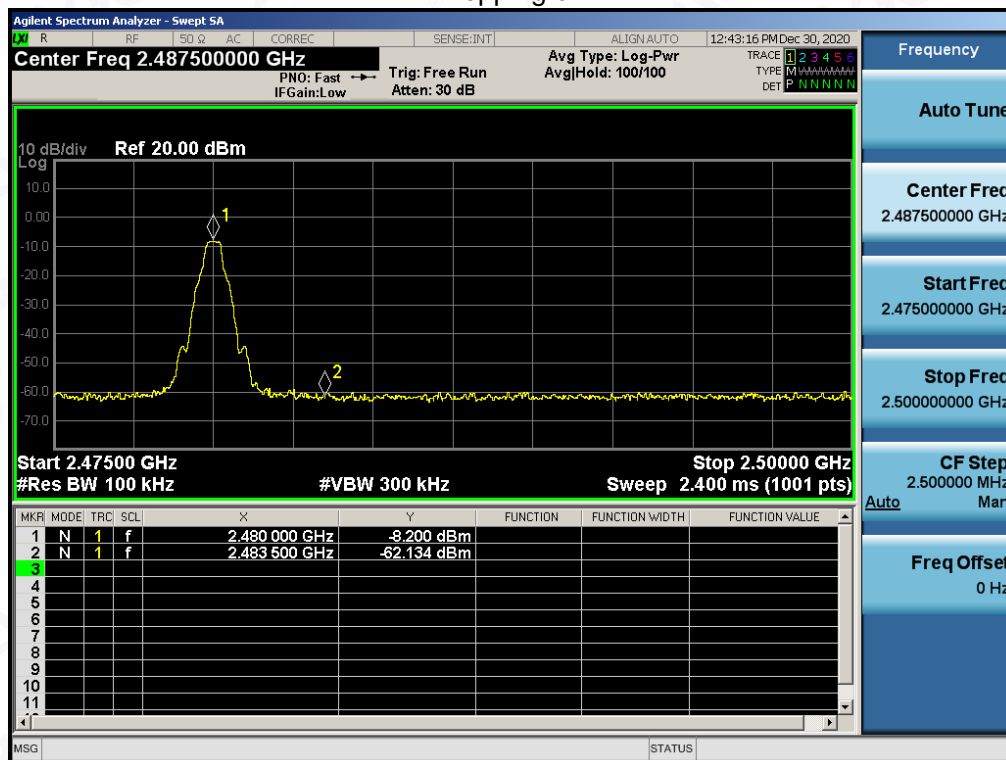 Agilent Spectrum Analyzer - Swept SA
LXI R RF 50 Ω AC CORREC SENSE:INT ALIGN AUTO 12:43:16 PM Dec 30, 2020
Center Freq 2.487500000 GHz
PNO: Fast
IFGain:Low
Trig: Free Run
Atten: 30 dB
Avg Type: Log-Pwr
Avg|Hold: 100/100
TRACE 1 2 3 4 5 6
TYPE M
DET P N N N N N
10 dB/div Ref 20.00 dBm
Log
10.0
0.00
-10.0
-20.0
-30.0
-40.0
-50.0
-60.0
-70.0
1
2
Start 2.47500 GHz Stop 2.50000 GHz
#Res BW 100 kHz #VBW 300 kHz Sweep 2.400 ms (1001 pts)
MKR MODE TRC SCL X Y FUNCTION FUNCTION WIDTH FUNCTION VALUE
1 N 1 f 2.480 000 GHz -8.200 dBm
2 N 1 f 2.483 500 GHz -62.134 dBm
3
4
5
6
7
8
9
10
11
MSG STATUS
Frequency
Auto Tune
Center Freq
2.487500000 GHz
Start Freq
2.475000000 GHz
Stop Freq
2.500000000 GHz
CF Step
2.500000 MHz
Auto Man
Freq Offset
0 Hz